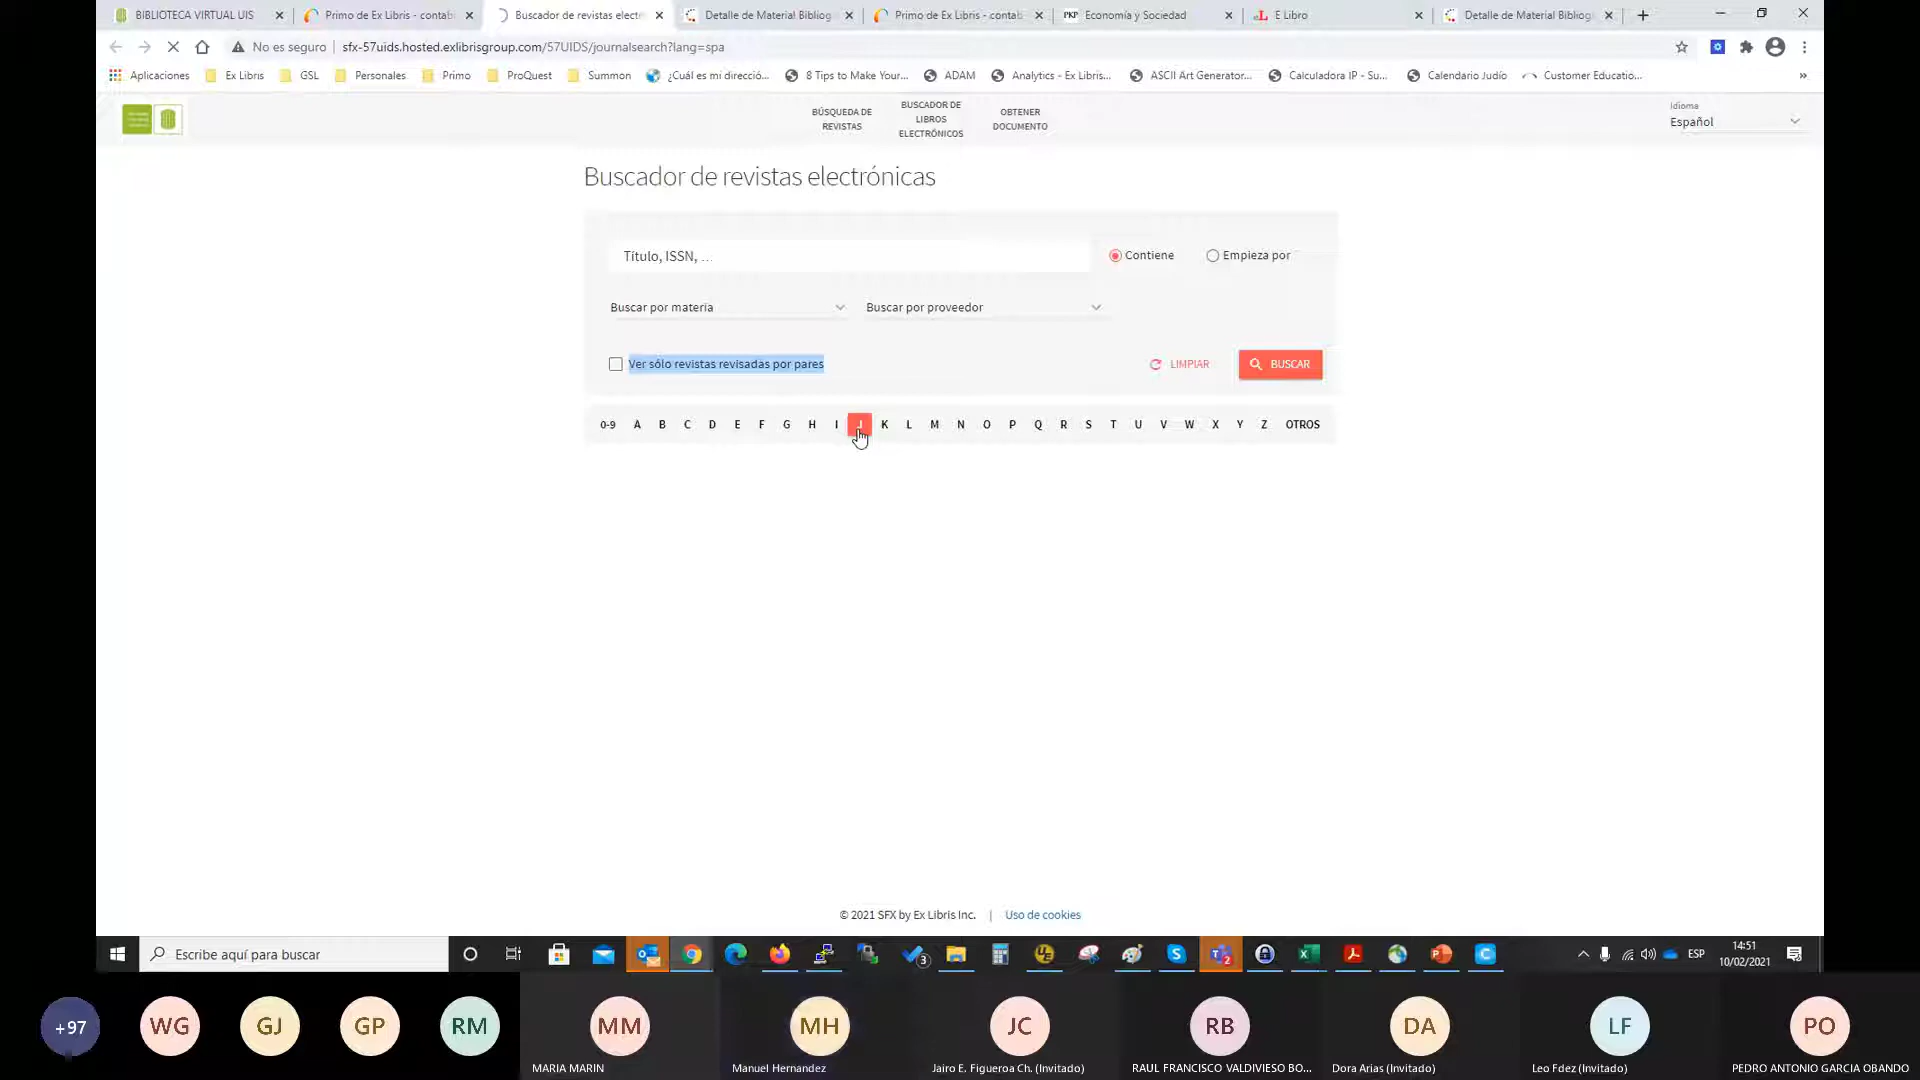 BIBLIOTECA VIRTUAL UIS
Primo de Ex Libris - contab
Buscador de revistas electr
Detalle de Material Bibliog
Primo de Ex Libris - contab
PKP Economía y Sociedad
E Libro
Detalle de Material Bibliog
No es seguro
sfx-57uids.hosted.exlibrisgroup.com/57UIDS/journalsearch?lang=spa
Aplicaciones
Ex Libris
GSL
Personales
Primo
ProQuest
Summon
¿Cuál es mi direcció...
8 Tips to Make Your...
ADAM
Analytics - Ex Libris...
ASCII Art Generator...
Calculadora IP - Su...
Calendario Judío
Customer Educatio...
»
BÚSQUEDA DE
REVISTAS
BUSCADOR DE
LIBROS
ELECTRÓNICOS
OBTENER
DOCUMENTO
Idioma
Español
Buscador de revistas electrónicas
Título, ISSN, ...
Contiene
Empieza por
Buscar por materia
Buscar por proveedor
Ver sólo revistas revisadas por pares
LIMPIAR
BUSCAR
0-9 A B C D E F G H I J K L M N O P Q R S T U V W X Y Z OTROS
© 2021 SFX by Ex Libris Inc. | Uso de cookies
Escribe aquí para buscar
3
2
ESP
14:51
10/02/2021
+97
WG
GJ
GP
RM
MM
MH
JC
RB
DA
LF
PO
MARIA MARIN
Manuel Hernandez
Jairo E. Figueroa Ch. (Invitado)
RAUL FRANCISCO VALDIVIESO BO...
Dora Arias (Invitado)
Leo Fdez (Invitado)
PEDRO ANTONIO GARCIA OBANDO